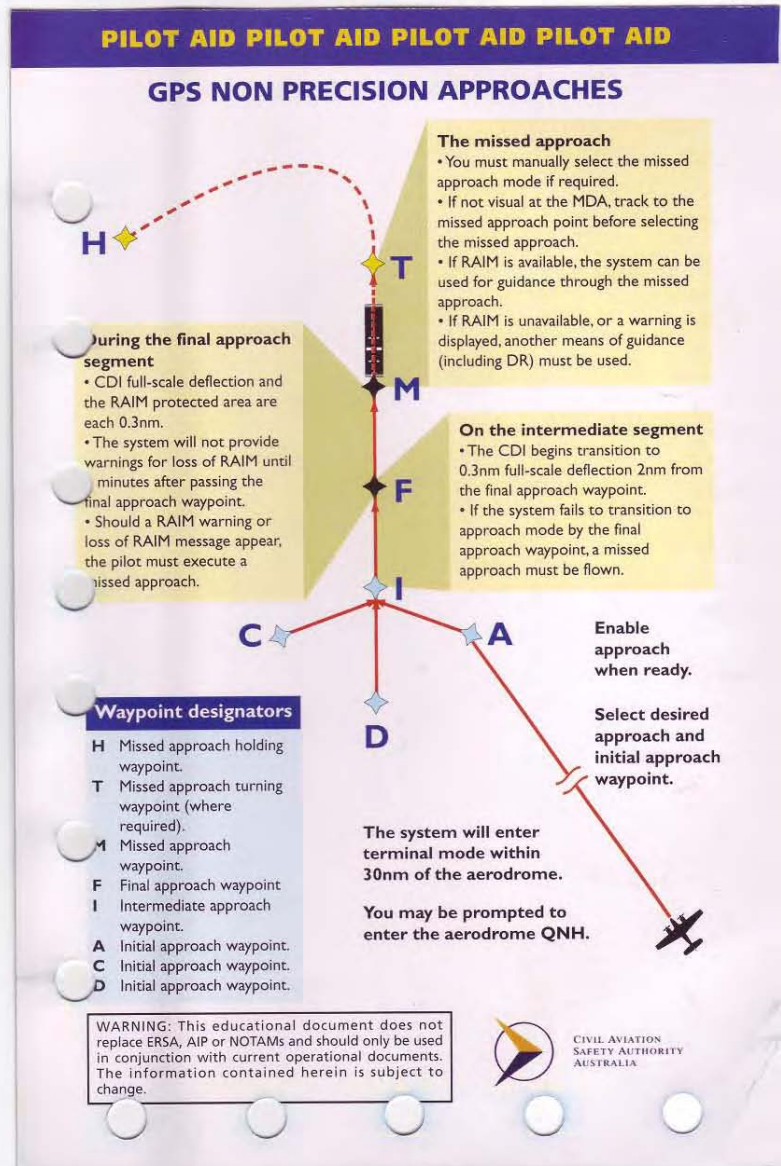 PILOT AID PILOT AID PILOT AID PILOT AID
GPS NON PRECISION APPROACHES
The missed approach
• You must manually select the missed
approach mode if required.
• If not visual at the MDA, track to the
missed approach point before selecting
the missed approach.
• If RAIM is available, the system can be
used for guidance through the missed
approach.
• If RAIM is unavailable, or a warning is
displayed, another means of guidance
(including DR) must be used.
H
T
During the final approach
segment
• CDI full-scale deflection and
the RAIM protected area are
each 0.3nm.
• The system will not provide
warnings for loss of RAIM until
minutes after passing the
final approach waypoint.
• Should a RAIM warning or
loss of RAIM message appear,
the pilot must execute a
missed approach.
M
On the intermediate segment
• The CDI begins transition to
0.3nm full-scale deflection 2nm from
the final approach waypoint.
• If the system fails to transition to
approach mode by the final
approach waypoint, a missed
approach must be flown.
F
I
C
A
D
Enable
approach
when ready.
Select desired
approach and
initial approach
waypoint.
Waypoint designators
H Missed approach holding
waypoint.
T Missed approach turning
waypoint (where
required).
M Missed approach
waypoint.
F Final approach waypoint
I Intermediate approach
waypoint.
A Initial approach waypoint.
C Initial approach waypoint.
D Initial approach waypoint.
The system will enter
terminal mode within
30nm of the aerodrome.
You may be prompted to
enter the aerodrome QNH.
WARNING: This educational document does not
replace ERSA, AIP or NOTAMs and should only be used
in conjunction with current operational documents.
The information contained herein is subject to
change.
CIVIL AVIATION
SAFETY AUTHORITY
AUSTRALIA